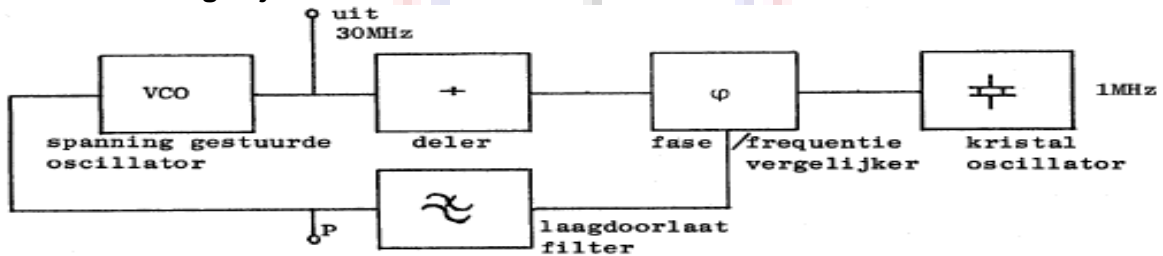 uit
30MHz
VCO
÷
φ
1MHz
spanning gestuurde
oscillator
deler
fase/frequentie
vergelijker
kristal
oscillator
P
laagdoorlaat
filter